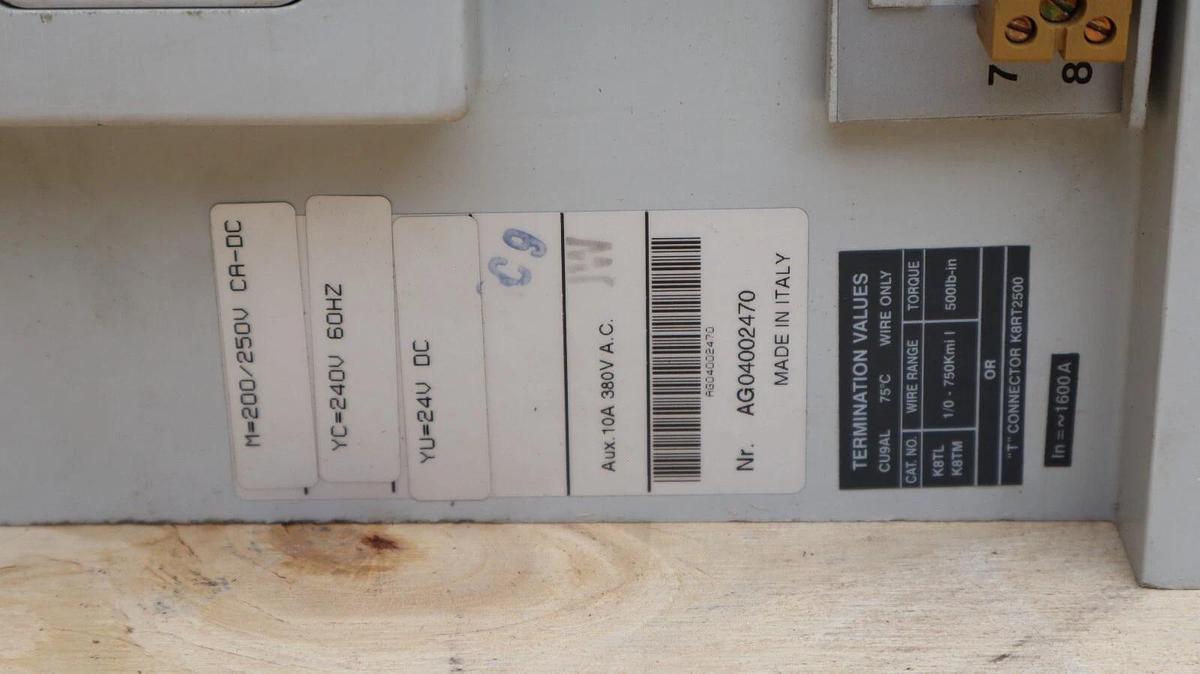 7
8
M=200/250V CA-DC
YC=240V 60HZ
YU=24V DC
C9
W
Aux.10A 380V A.C.
AG04002470
Nr. AG04002470
MADE IN ITALY
TERMINATION VALUES
CU9AL 75°C WIRE ONLY
CAT. NO. WIRE RANGE TORQUE
K8TL 1/0 - 750Kmi l 500lb-in
K8TM
OR
"T" CONNECTOR K8RT2500
In = ~ 1600 A